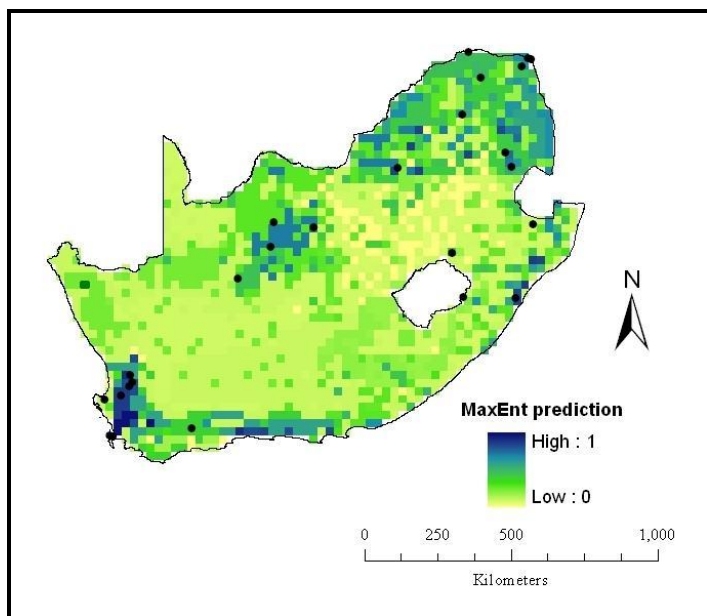 N
MaxEnt prediction
High : 1
Low : 0
0 250 500 1,000
Kilometers